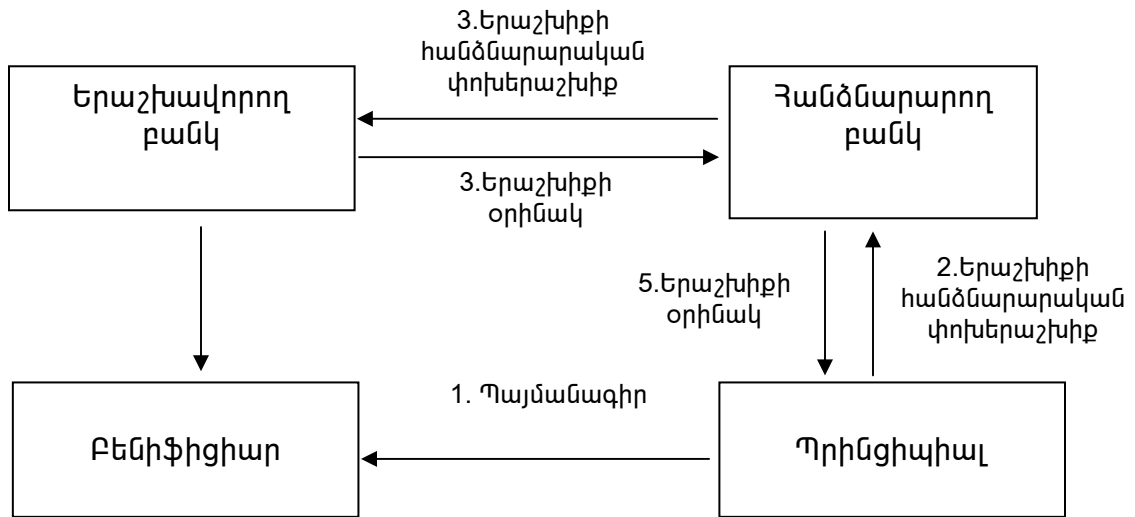 3.Երաշխիքի
հանձնարարական
փոխերաշխիք
Երաշխավորող
բանկ
Հանձնարարող
բանկ
3.Երաշխիքի
օրինակ
5.Երաշխիքի
օրինակ
2.Երաշխիքի
հանձնարարական
փոխերաշխիք
1. Պայմանագիր
Բենիֆիցիար
Պրինցիպիալ